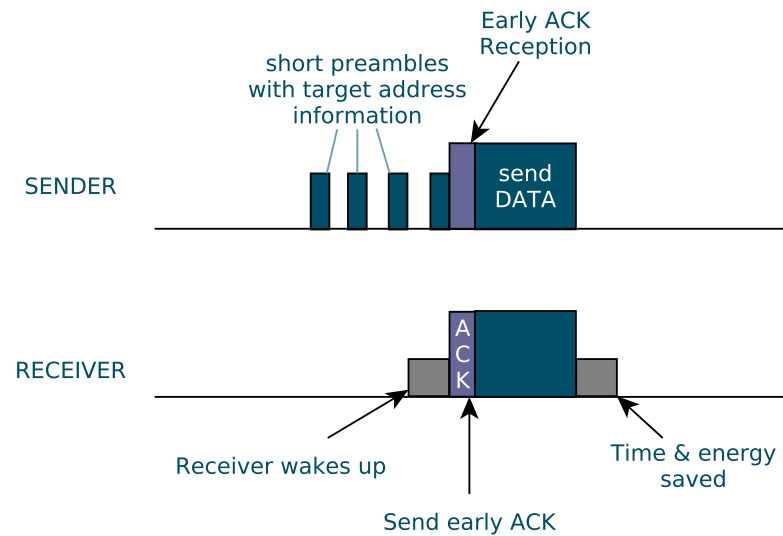 Early ACK
Reception
short preambles
with target address
information
SENDER
send
DATA
RECEIVER
A
C
K
Receiver wakes up
Time & energy
saved
Send early ACK